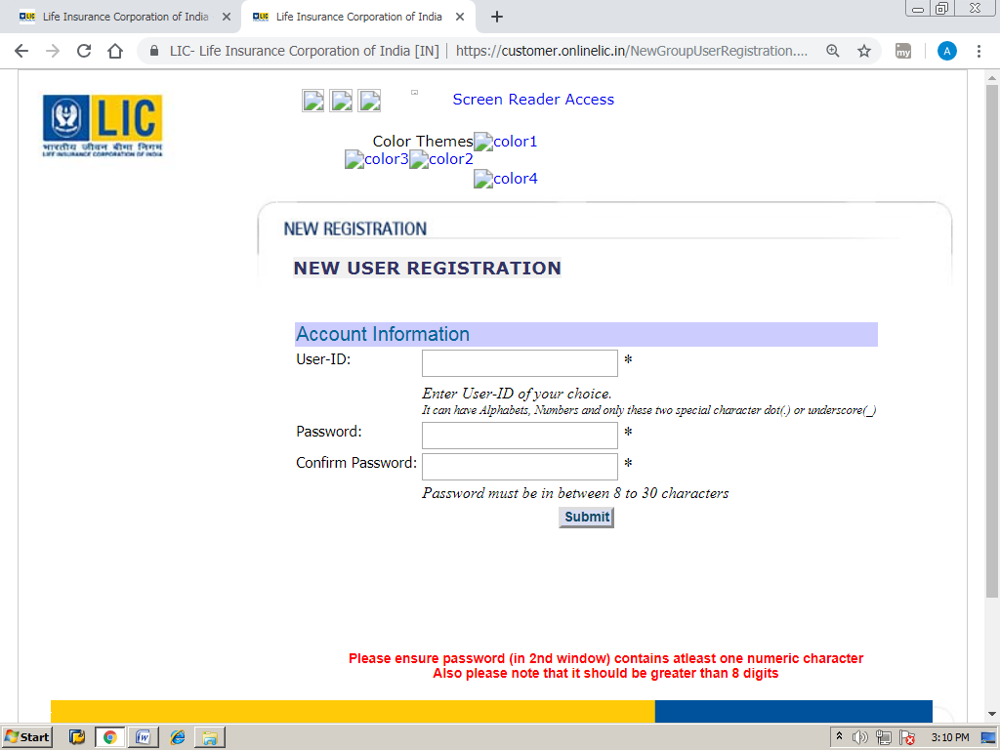 Life Insurance Corporation of India
Life Insurance Corporation of India
LIC- Life Insurance Corporation of India [IN] | https://customer.onlinelic.in/NewGroupUserRegistration....
my
A
LIC
भारतीय जीवन बीमा निगम
LIFE INSURANCE CORPORATION OF INDIA
Screen Reader Access
Color Themes color1
color3 color2
color4
NEW REGISTRATION
NEW USER REGISTRATION
Account Information
User-ID: *
Enter User-ID of your choice.
It can have Alphabets, Numbers and only these two special character dot(.) or underscore(_)
Password: *
Confirm Password: *
Password must be in between 8 to 30 characters
Submit
Please ensure password (in 2nd window) contains atleast one numeric character
Also please note that it should be greater than 8 digits
Start
3:10 PM